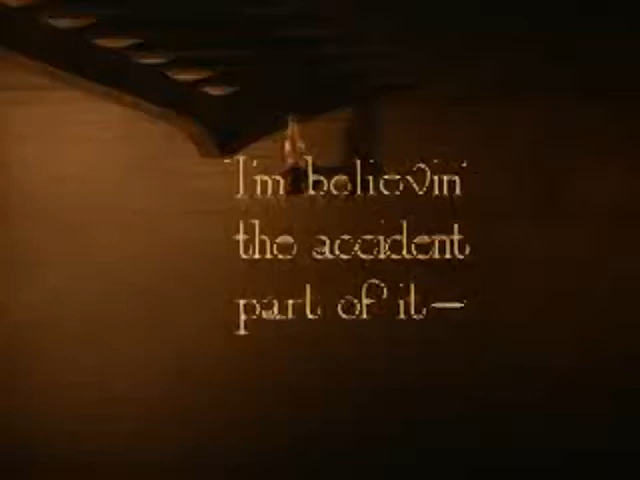 'I'm believin'
the accident
part of it—